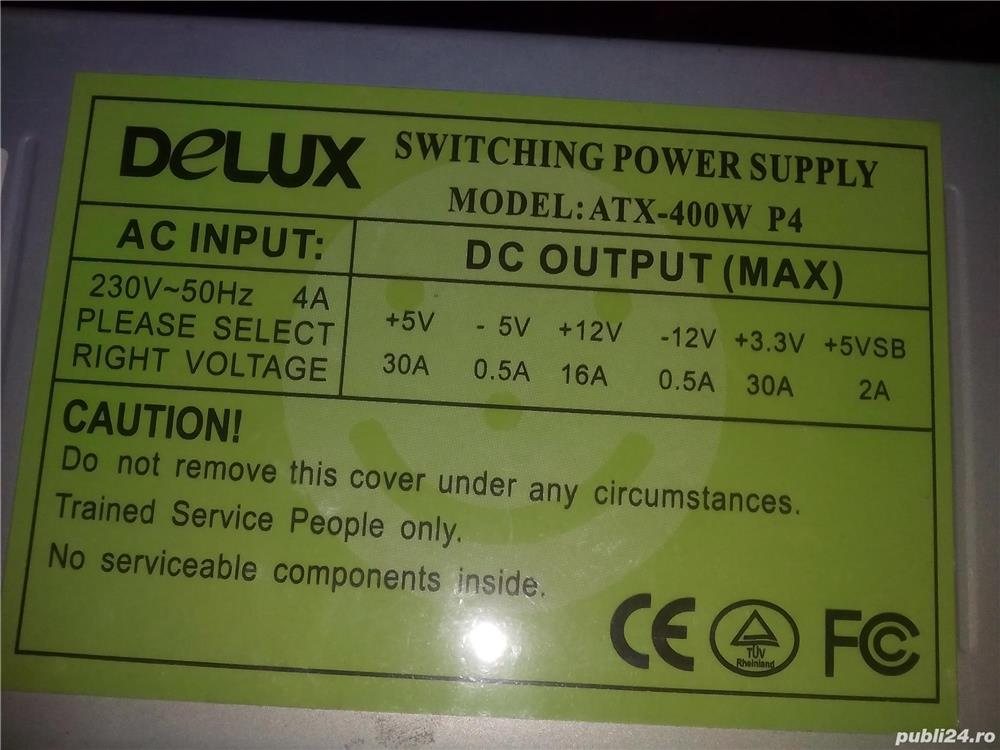 DeLUX SWITCHING POWER SUPPLY
MODEL:ATX-400W P4
AC INPUT: DC OUTPUT (MAX)
230V~50Hz 4A
PLEASE SELECT
RIGHT VOLTAGE
+5V - 5V +12V -12V +3.3V +5VSB
30A 0.5A 16A 0.5A 30A 2A
CAUTION!
Do not remove this cover under any circumstances.
Trained Service People only.
No serviceable components inside.
CE TÜV Rheinland FCC
publi24.ro